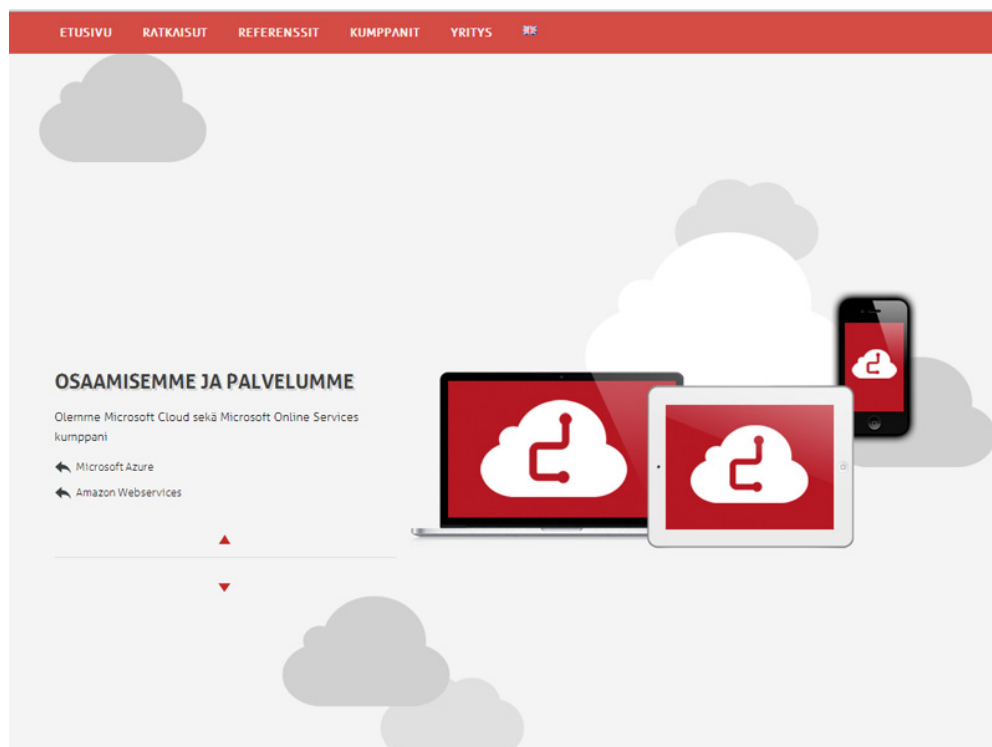 ETUSIVU RATKAISUT REFERENSSIT KUMPPANIT YRITYS
OSAAMISEMME JA PALVELUMME
Olemme Microsoft Cloud sekä Microsoft Online Services
kumppani
Microsoft Azure
Amazon Webservices